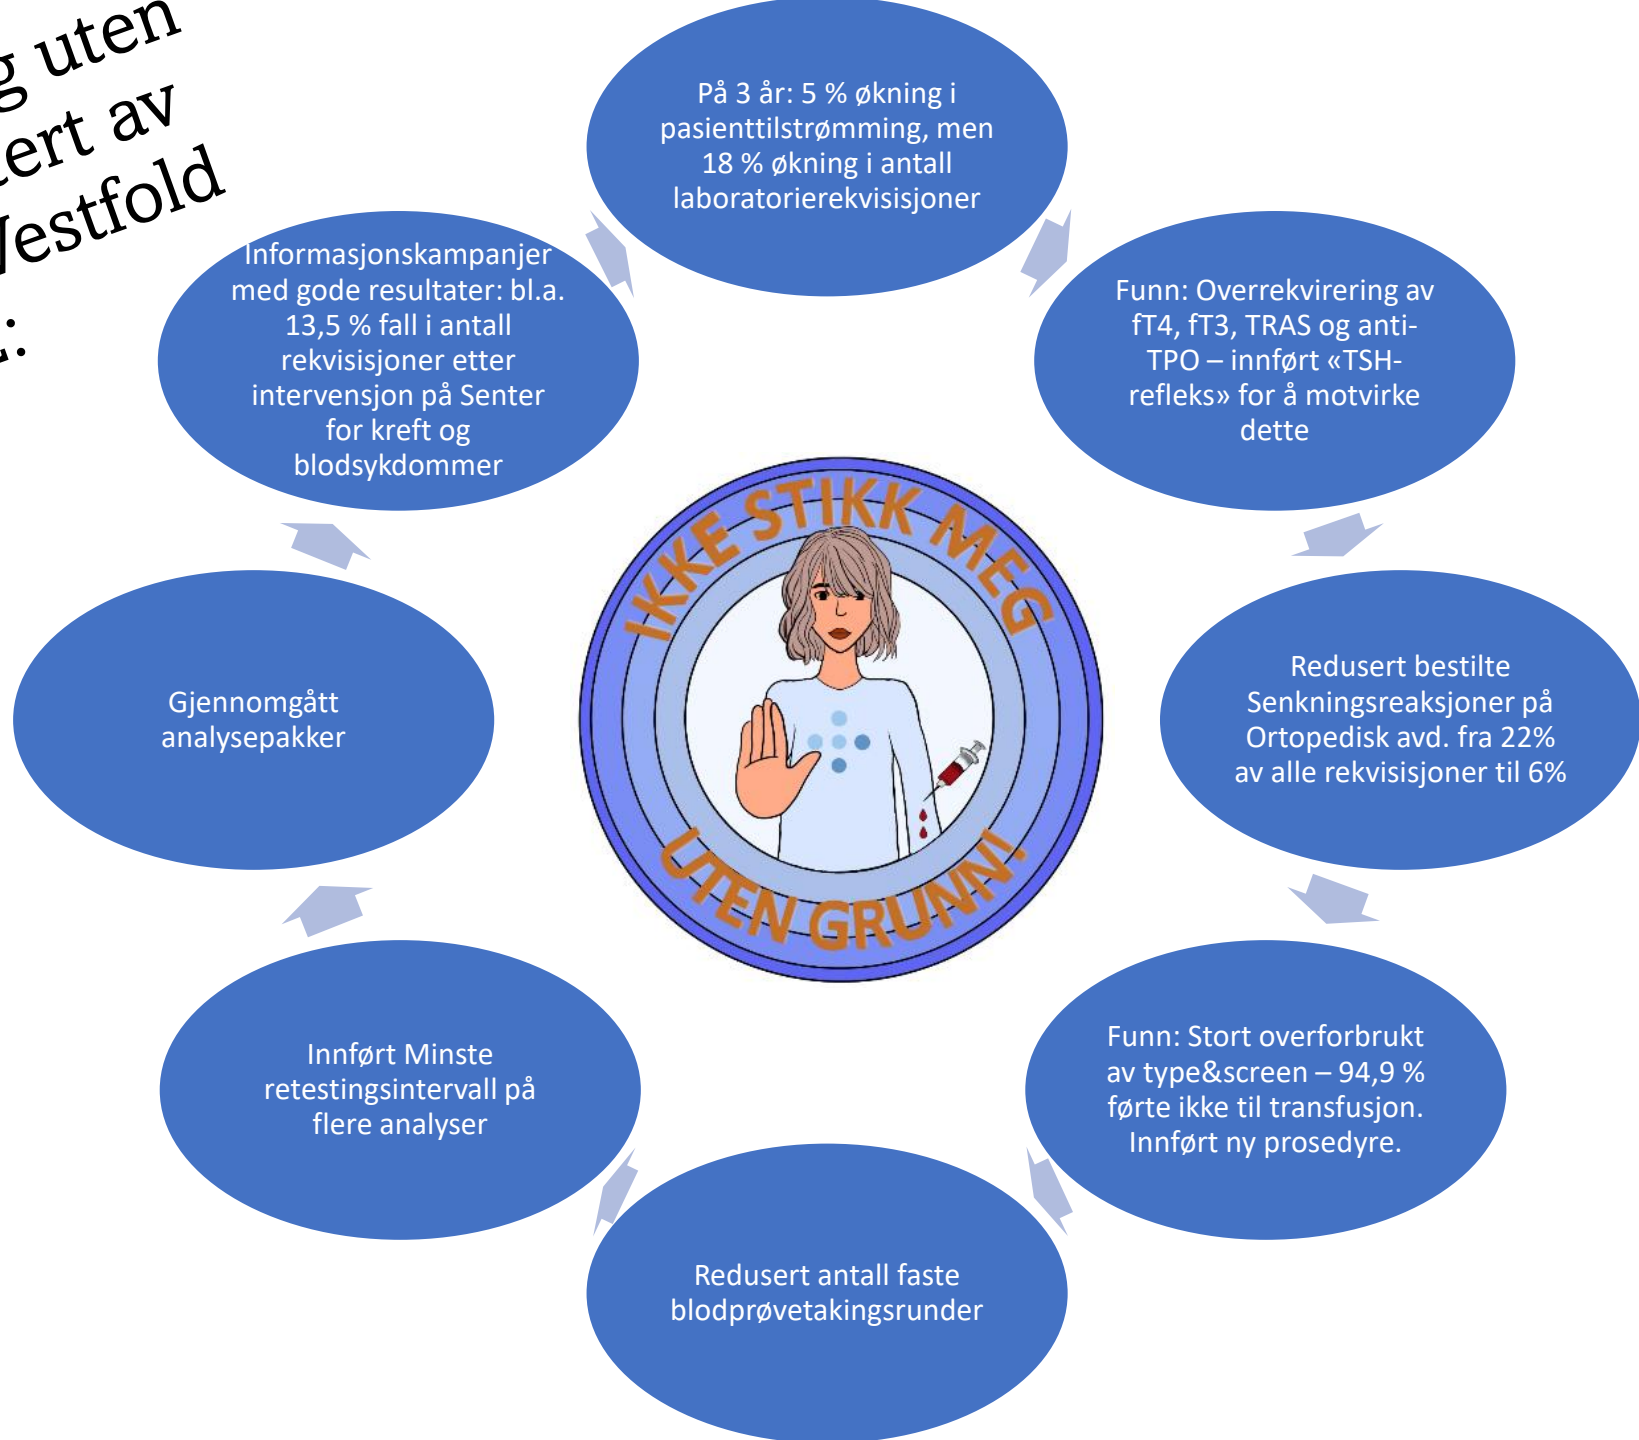 uten
ert av
Vestfold
På 3 år: 5 % økning i
pasienttilstrømming, men
18 % økning i antall
laboratorierekvisisjoner
Funn: Overrekvirering av
fT4, fT3, TRAS og anti-
TPO – innført «TSH-
refleks» for å motvirke
dette
Redusert bestilte
Senkningsreaksjoner på
Ortopedisk avd. fra 22%
av alle rekvisisjoner til 6%
Funn: Stort overforbrukt
av type&screen – 94,9 %
førte ikke til transfusjon.
Innført ny prosedyre.
Redusert antall faste
blodprøvetakingsrunder
Innført Minste
retestingsintervall på
flere analyser
Gjennomgått
analysepakker
Informasjonskampanjer
med gode resultater: bl.a.
13,5 % fall i antall
rekvisisjoner etter
intervensjon på Senter
for kreft og
blodsykdommer
IKKE STIKK MEG
UTEN GRUNN!